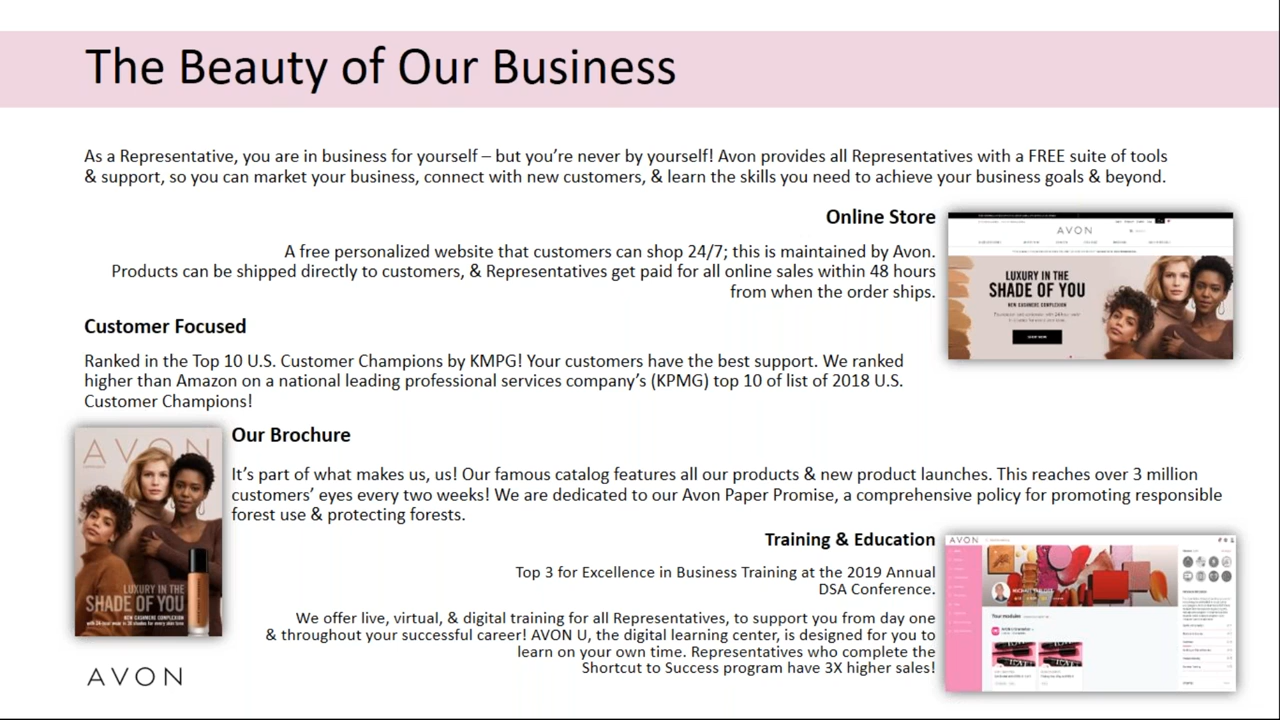 The Beauty of Our Business
As a Representative, you are in business for yourself – but you're never by yourself! Avon provides all Representatives with a FREE suite of tools
& support, so you can market your business, connect with new customers, & learn the skills you need to achieve your business goals & beyond.
Online Store
A free personalized website that customers can shop 24/7; this is maintained by Avon.
Products can be shipped directly to customers, & Representatives get paid for all online sales within 48 hours
from when the order ships.
AVON
LUXURY IN THE
SHADE OF YOU
NEW CASHMERE COMPLEXION
Customer Focused
Ranked in the Top 10 U.S. Customer Champions by KMPG! Your customers have the best support. We ranked
higher than Amazon on a national leading professional services company's (KPMG) top 10 of list of 2018 U.S.
Customer Champions!
AVON
LUXURY IN THE
SHADE OF YOU
NEW CASHMERE COMPLEXION
Our Brochure
It's part of what makes us, us! Our famous catalog features all our products & new product launches. This reaches over 3 million
customers' eyes every two weeks! We are dedicated to our Avon Paper Promise, a comprehensive policy for promoting responsible
forest use & protecting forests.
Training & Education
Top 3 for Excellence in Business Training at the 2019 Annual
DSA Conference.
We offer live, virtual, & digital training for all Representatives, to support you from day one
& throughout your successful career! AVON U, the digital learning center, is designed for you to
learn on your own time. Representatives who complete the
Shortcut to Success program have 3X higher sales!
AVON
Your modules
AVON